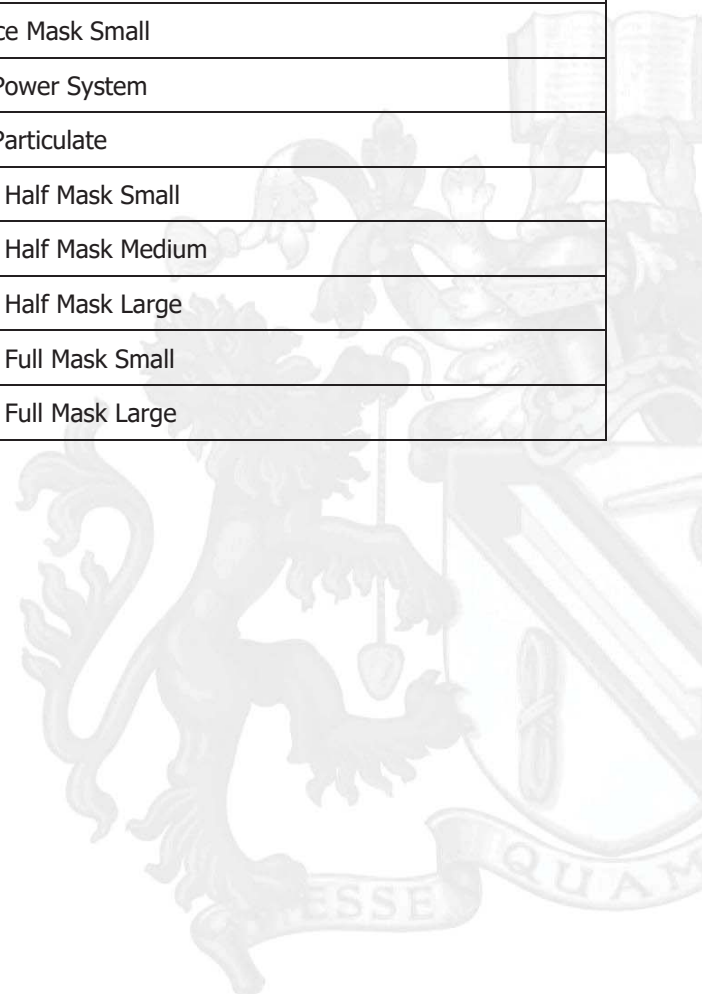 ce Mask Small
Power System
Particulate
Half Mask Small
Half Mask Medium
Half Mask Large
Full Mask Small
Full Mask Large
ESSE
QUAM